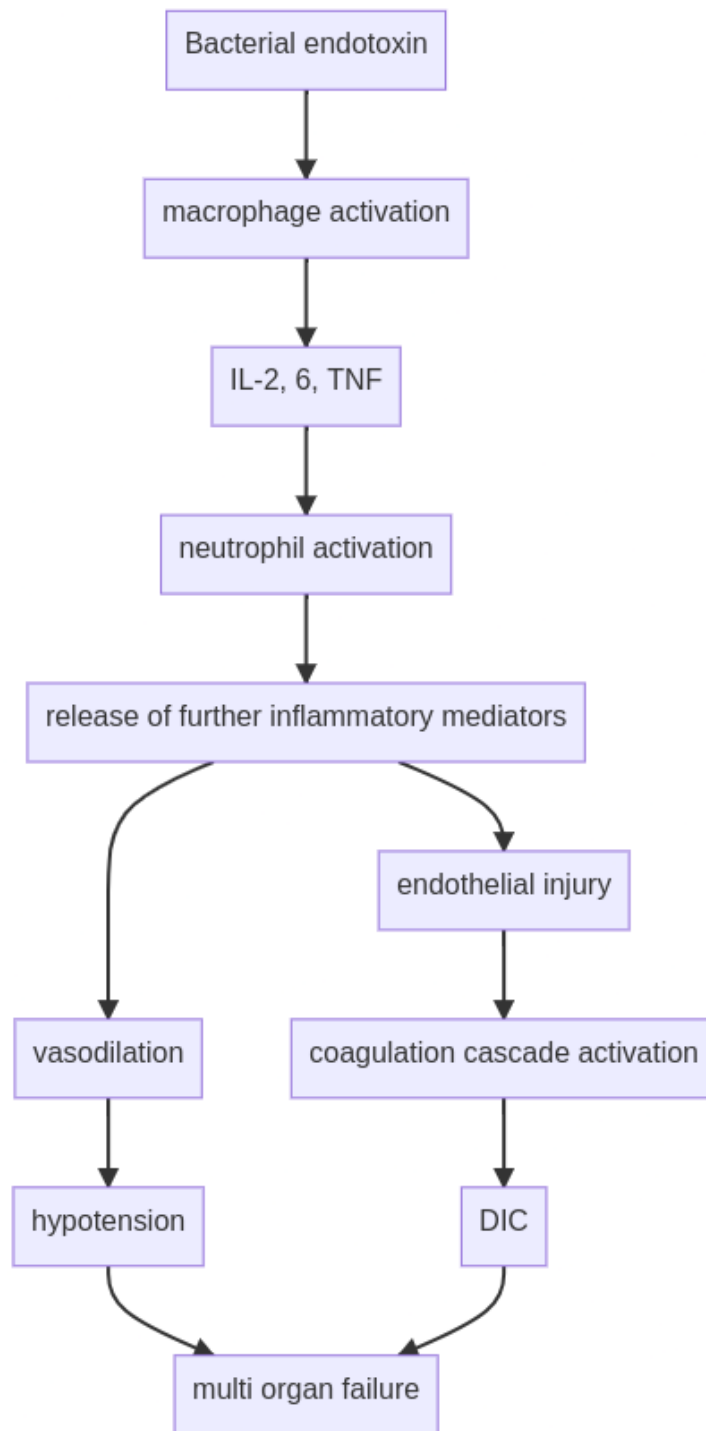 Bacterial endotoxin
macrophage activation
IL-2, 6, TNF
neutrophil activation
release of further inflammatory mediators
endothelial injury
vasodilation
coagulation cascade activation
hypotension
DIC
multi organ failure